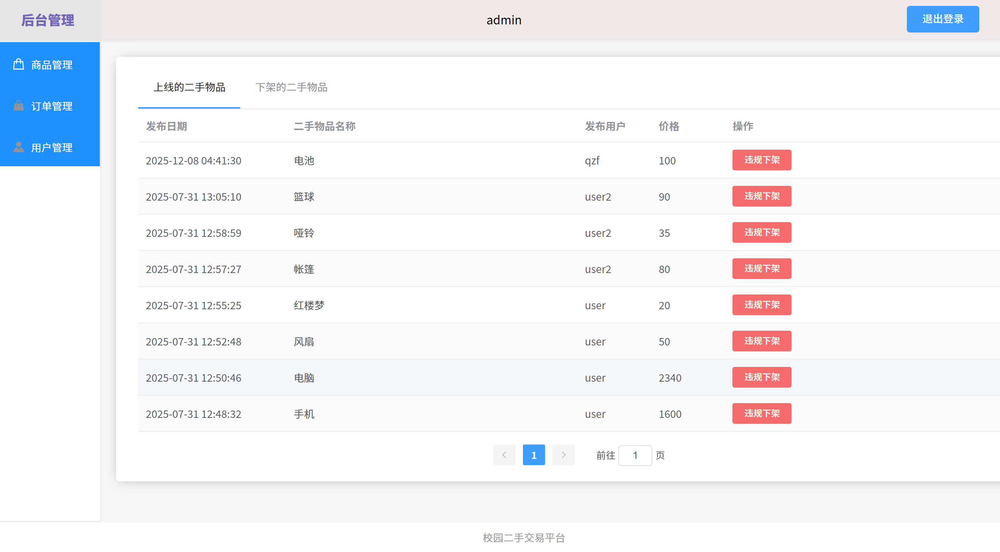 后台管理
admin
退出登录
商品管理
订单管理
用户管理
上线的二手物品 下架的二手物品
发布日期 二手物品名称 发布用户 价格 操作
2025-12-08 04:41:30 电池 qzf 100 违规下架
2025-07-31 13:05:10 篮球 user2 90 违规下架
2025-07-31 12:58:59 哑铃 user2 35 违规下架
2025-07-31 12:57:27 帐篷 user2 80 违规下架
2025-07-31 12:55:25 红楼梦 user 20 违规下架
2025-07-31 12:52:48 风扇 user 50 违规下架
2025-07-31 12:50:46 电脑 user 2340 违规下架
2025-07-31 12:48:32 手机 user 1600 违规下架
1 前往 1 页
校园二手交易平台